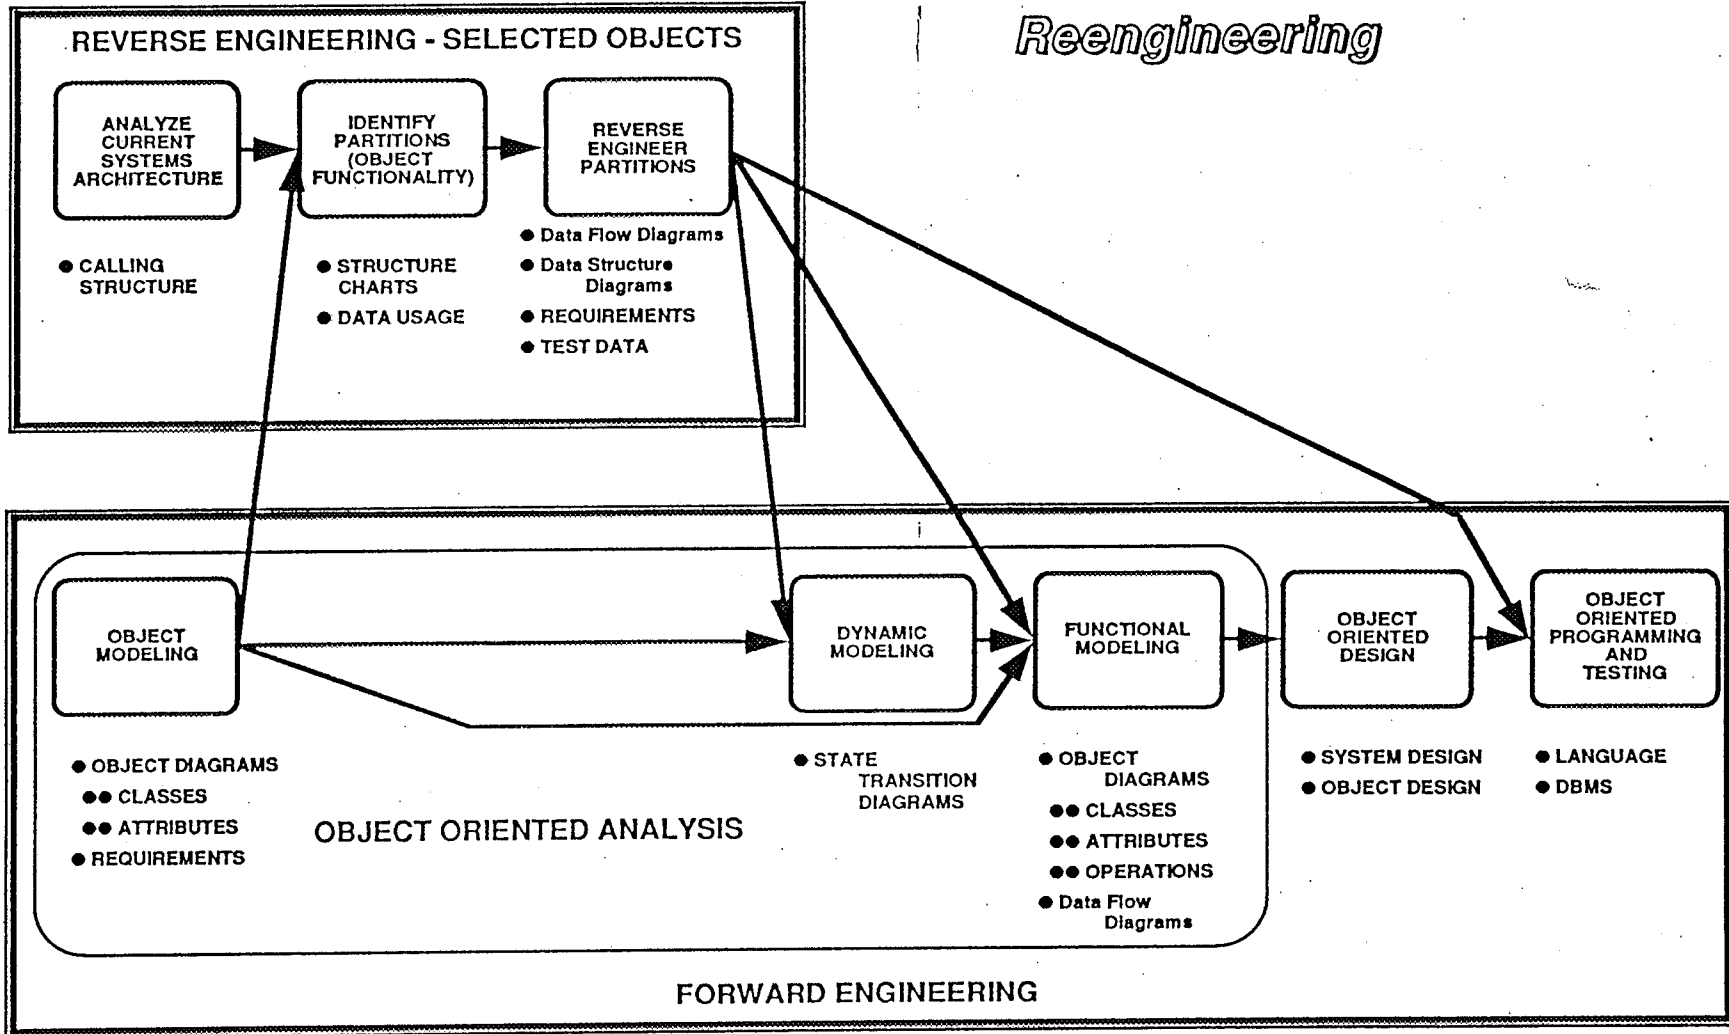 Reengineering
REVERSE ENGINEERING - SELECTED OBJECTS
ANALYZE
CURRENT
SYSTEMS
ARCHITECTURE
IDENTIFY
PARTITIONS
(OBJECT
FUNCTIONALITY)
REVERSE
ENGINEER
PARTITIONS
● CALLING
STRUCTURE
● STRUCTURE
CHARTS
● DATA USAGE
● Data Flow Diagrams
● Data Structure
Diagrams
● REQUIREMENTS
● TEST DATA
OBJECT
MODELING
DYNAMIC
MODELING
FUNCTIONAL
MODELING
OBJECT
ORIENTED
DESIGN
OBJECT
ORIENTED
PROGRAMMING
AND
TESTING
● OBJECT DIAGRAMS
●● CLASSES
●● ATTRIBUTES
● REQUIREMENTS
OBJECT ORIENTED ANALYSIS
● STATE
TRANSITION
DIAGRAMS
● OBJECT
DIAGRAMS
●● CLASSES
●● ATTRIBUTES
●● OPERATIONS
● Data Flow
Diagrams
● SYSTEM DESIGN
● OBJECT DESIGN
● LANGUAGE
● DBMS
FORWARD ENGINEERING